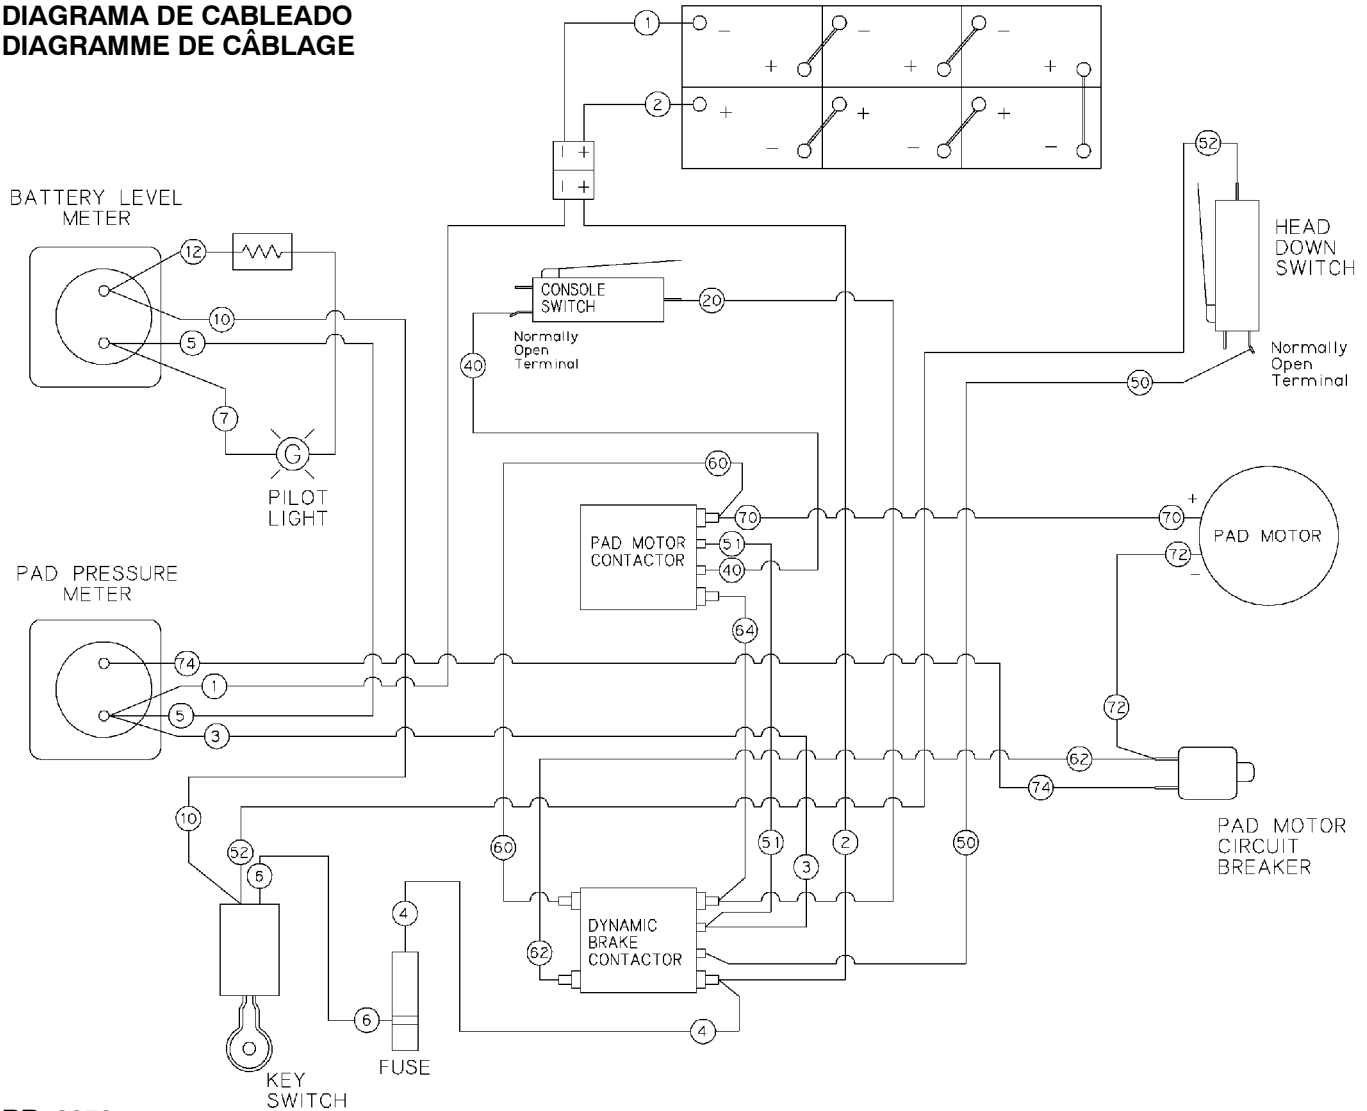 DIAGRAMA DE CABLEADO
DIAGRAMME DE CÂBLAGE
1
−
−
−
+
+
+
2
+
+
+
−
−
−
| +
| +
52
BATTERY LEVEL
METER
12
10
5
7
G
PILOT
LIGHT
CONSOLE
SWITCH
20
Normally
Open
Terminal
40
HEAD
DOWN
SWITCH
Normally
Open
Terminal
50
60
70
PAD MOTOR
CONTACTOR
51
40
64
+
70
72
−
PAD MOTOR
PAD PRESSURE
METER
74
1
5
3
72
62
74
PAD MOTOR
CIRCUIT
BREAKER
10
52
6
60
51
3
2
50
4
DYNAMIC
BRAKE
CONTACTOR
62
6
4
FUSE
KEY
SWITCH